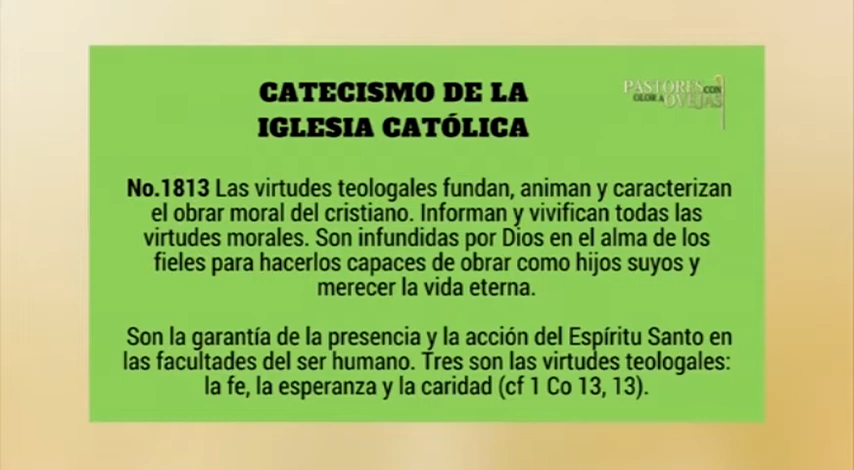 CATECISMO DE LA
IGLESIA CATÓLICA
PASTORES CON
OLOR A OVEJAS
No.1813 Las virtudes teologales fundan, animan y caracterizan
el obrar moral del cristiano. Informan y vivifican todas las
virtudes morales. Son infundidas por Dios en el alma de los
fieles para hacerlos capaces de obrar como hijos suyos y
merecer la vida eterna.
Son la garantía de la presencia y la acción del Espíritu Santo en
las facultades del ser humano. Tres son las virtudes teologales:
la fe, la esperanza y la caridad (cf 1 Co 13, 13).